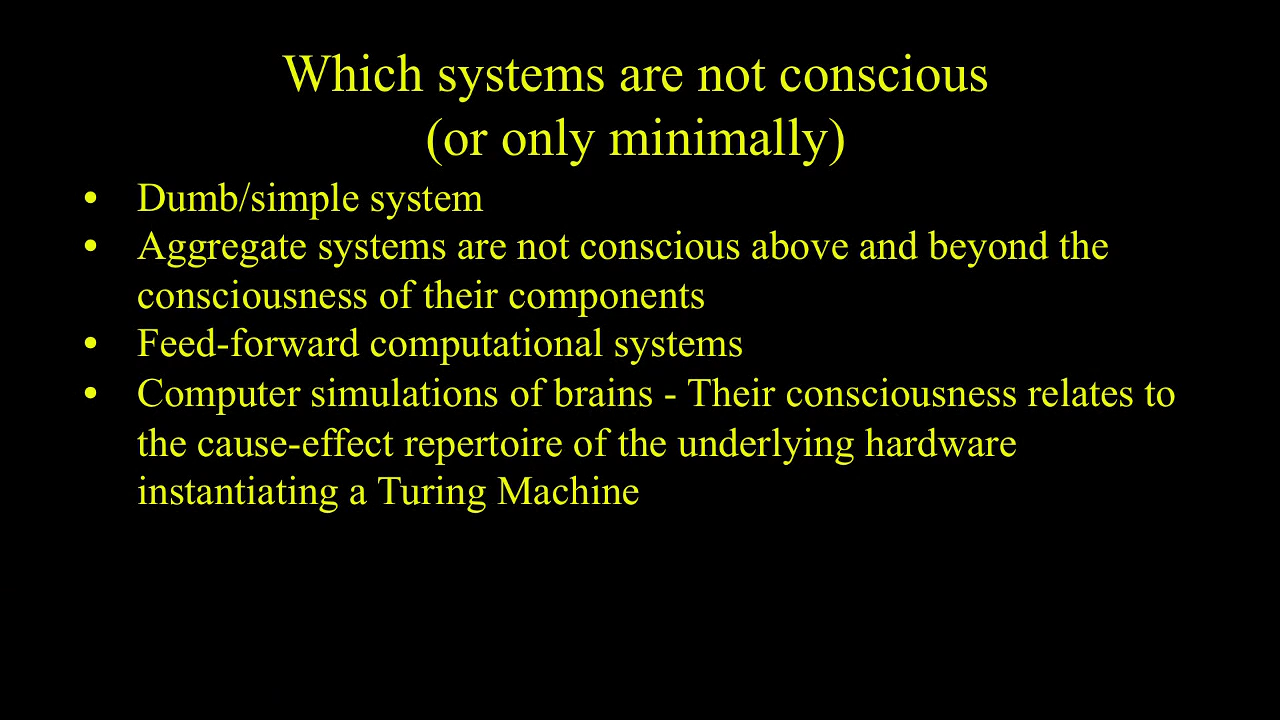 Which systems are not conscious
(or only minimally)
• Dumb/simple system
• Aggregate systems are not conscious above and beyond the
consciousness of their components
• Feed-forward computational systems
• Computer simulations of brains - Their consciousness relates to
the cause-effect repertoire of the underlying hardware
instantiating a Turing Machine